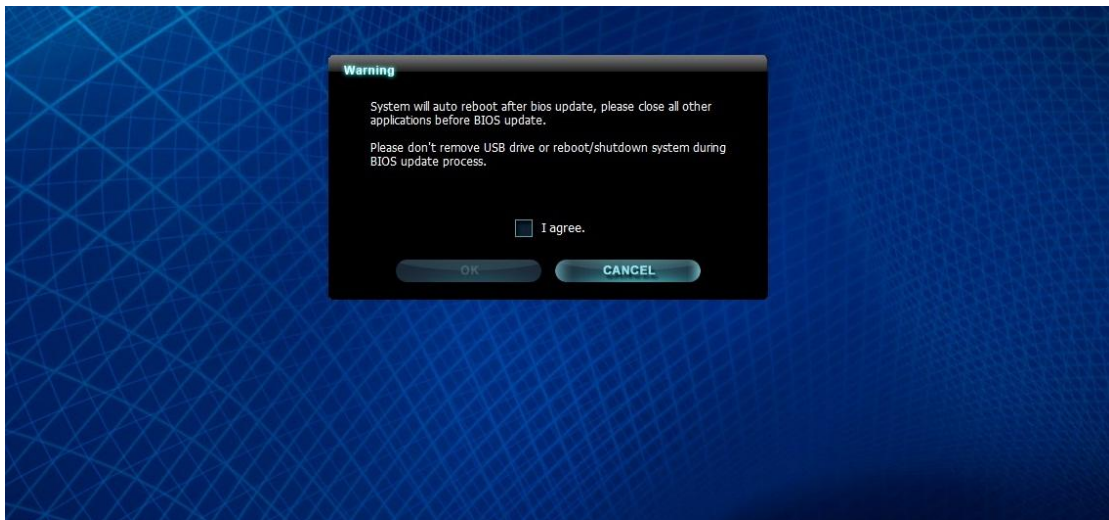 Warning
System will auto reboot after bios update, please close all other
applications before BIOS update.
Please don't remove USB drive or reboot/shutdown system during
BIOS update process.
I agree.
OK
CANCEL